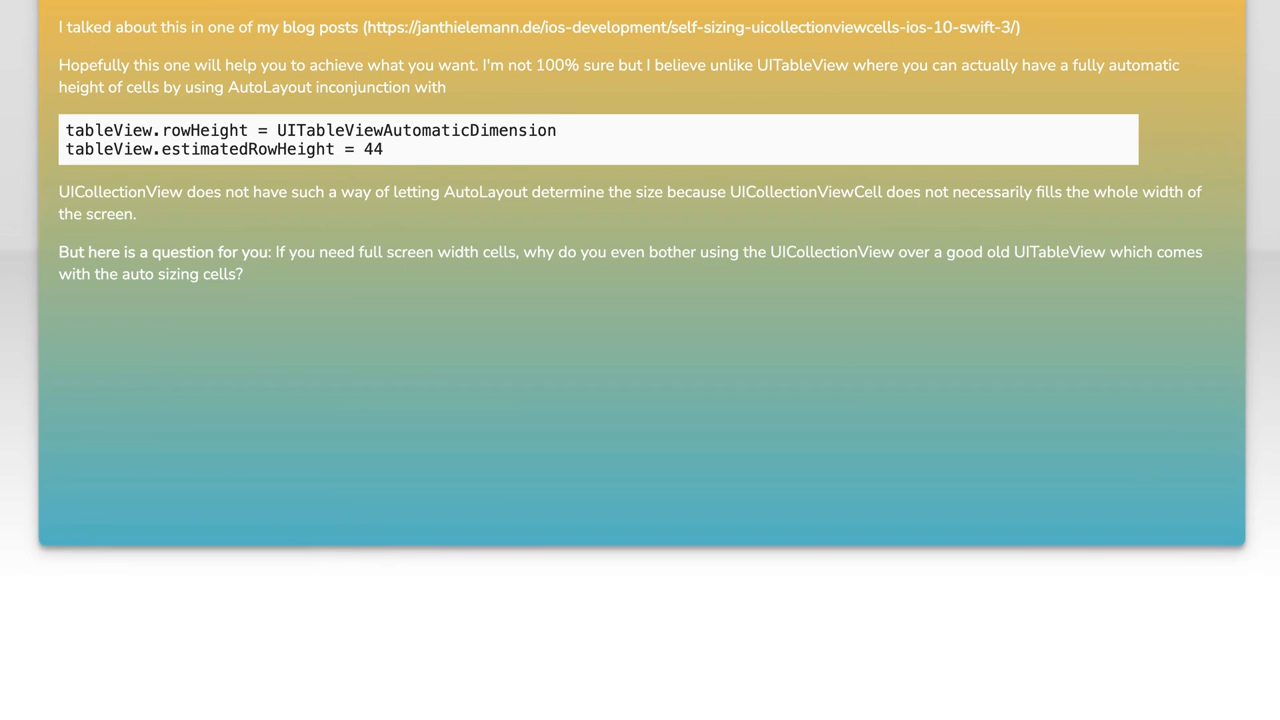 I talked about this in one of my blog posts (https://janthielemann.de/ios-development/self-sizing-uicollectionviewcells-ios-10-swift-3/)
Hopefully this one will help you to achieve what you want. I'm not 100% sure but I believe unlike UITableView where you can actually have a fully automatic
height of cells by using AutoLayout inconjunction with
tableView.rowHeight = UITableViewAutomaticDimension
tableView.estimatedRowHeight = 44
UICollectionView does not have such a way of letting AutoLayout determine the size because UICollectionViewCell does not necessarily fills the whole width of
the screen.
But here is a question for you: If you need full screen width cells, why do you even bother using the UICollectionView over a good old UITableView which comes
with the auto sizing cells?